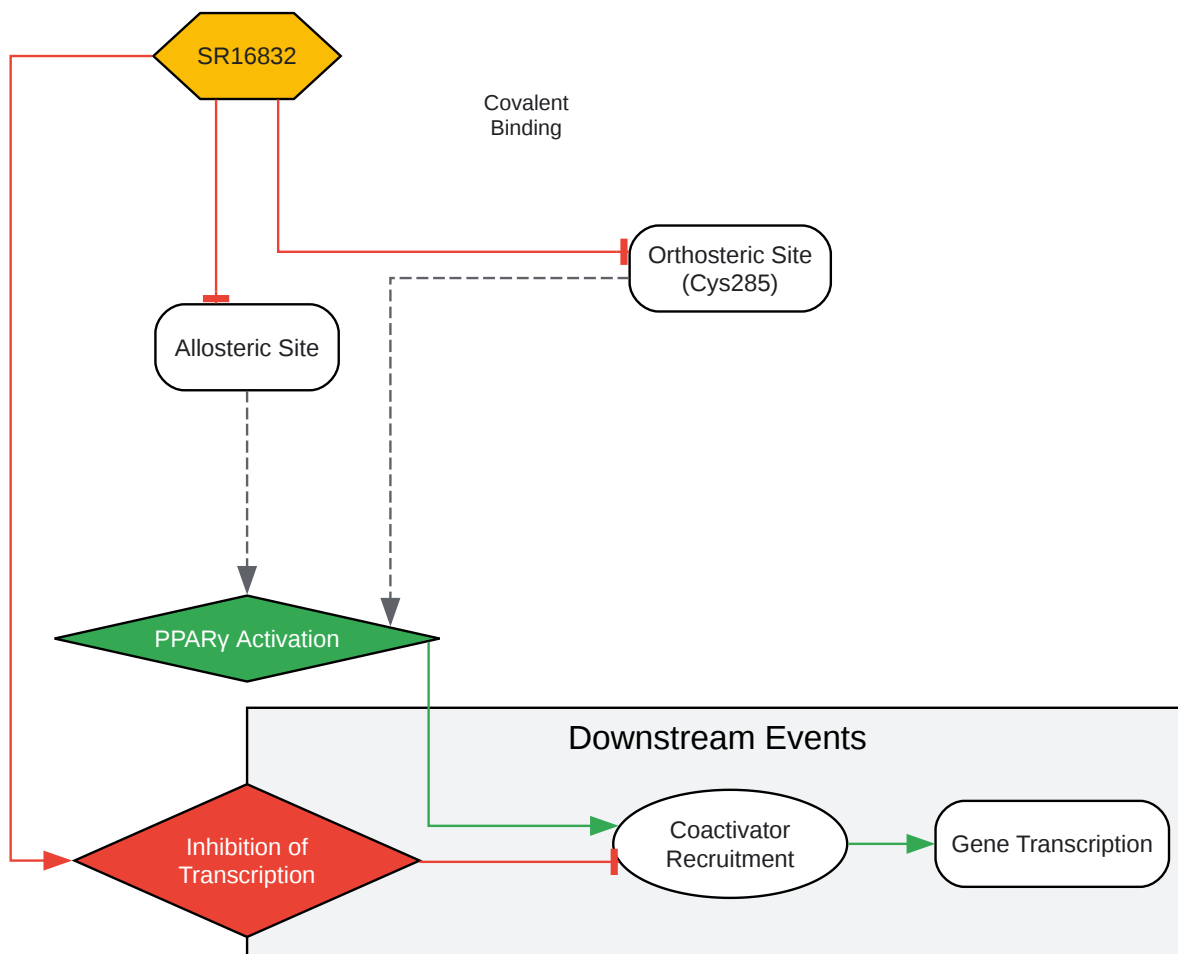 SR16832
Covalent
Binding
Orthosteric Site
(Cys285)
Allosteric Site
PPARγ Activation
Downstream Events
Inhibition of
Transcription
Coactivator
Recruitment
Gene Transcription